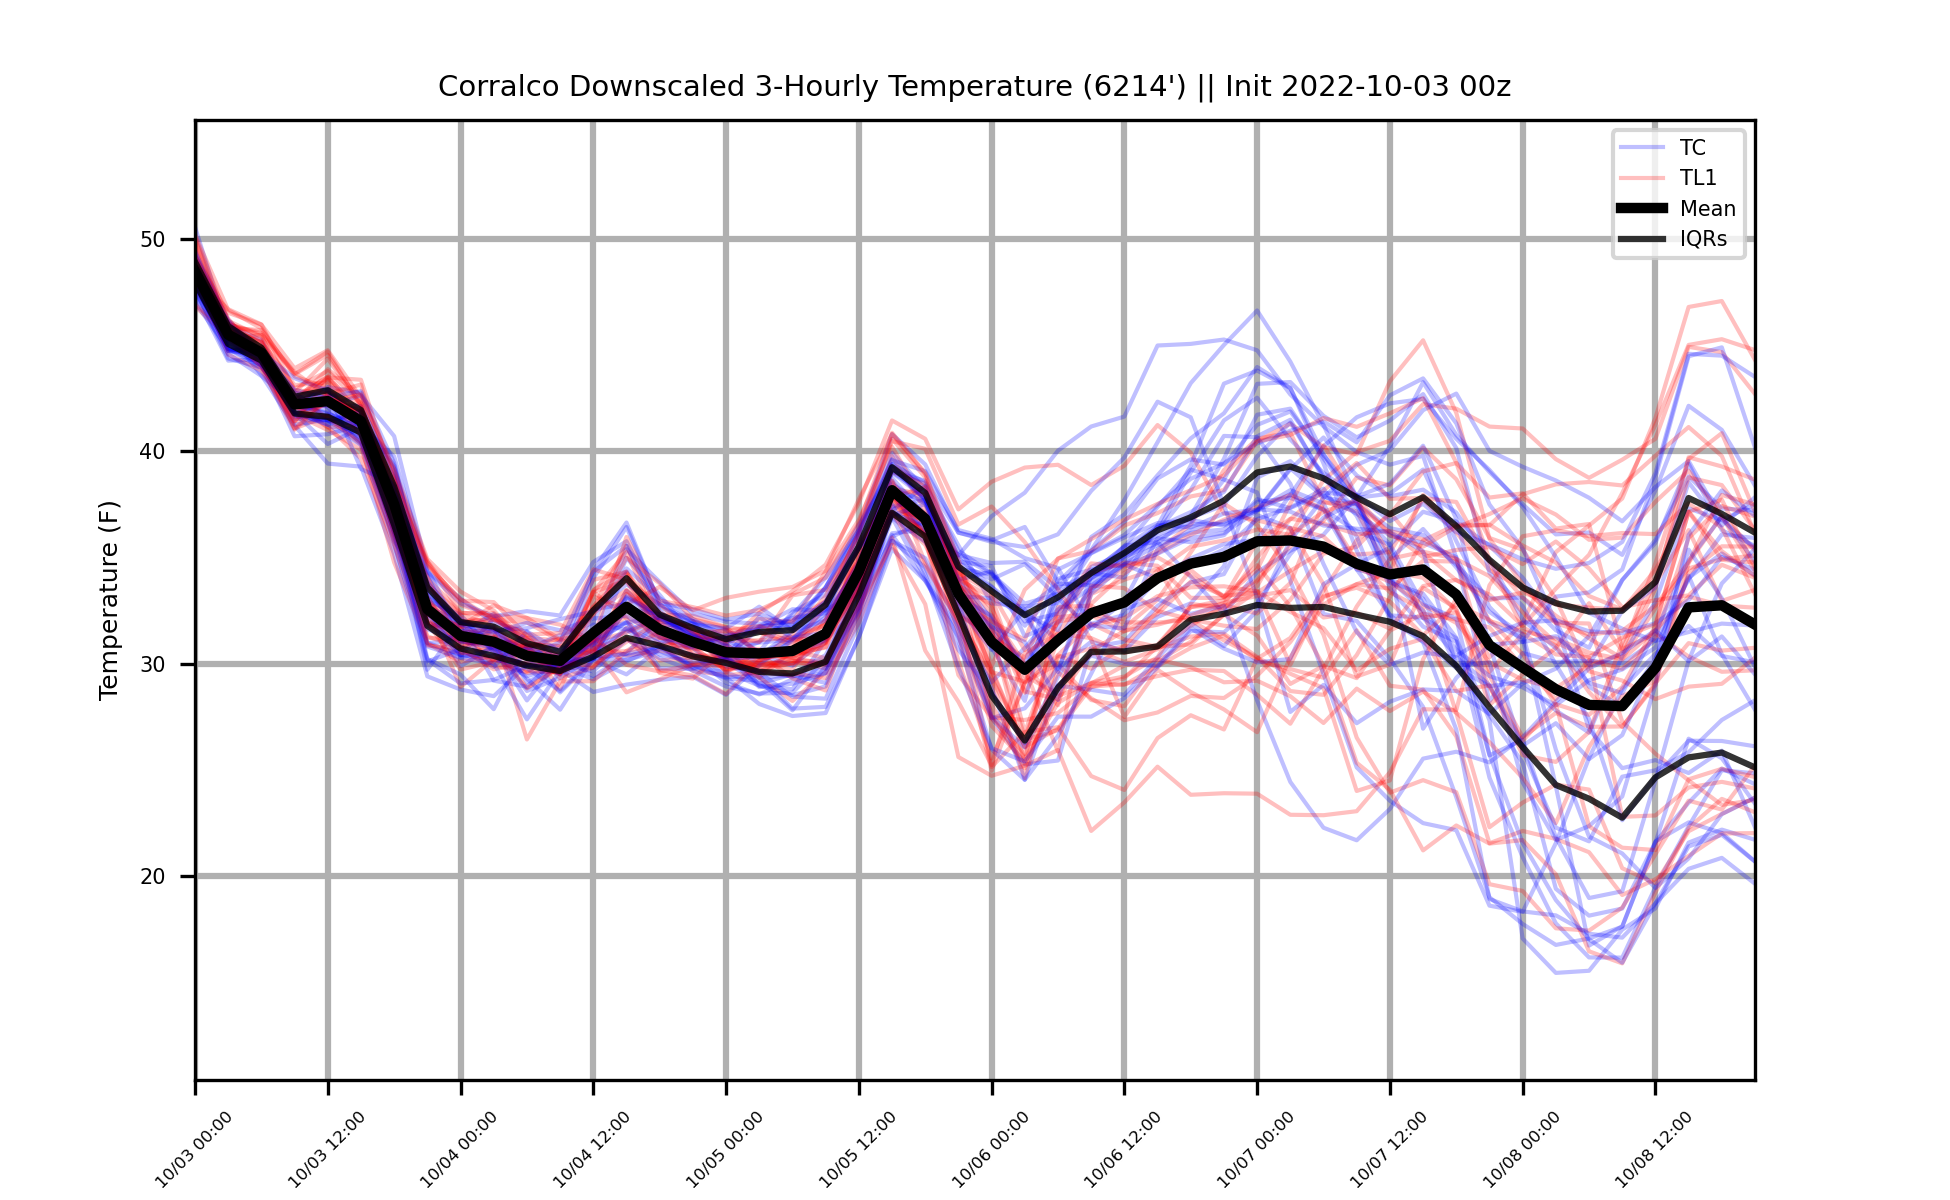 Corralco Downscaled 3-Hourly Temperature (6214') || Init 2022-10-03 00z
TC
TL1
Mean
IQRs
Temperature (F)
50
40
30
20
10/03 00:00
10/03 12:00
10/04 00:00
10/04 12:00
10/05 00:00
10/05 12:00
10/06 00:00
10/06 12:00
10/07 00:00
10/07 12:00
10/08 00:00
10/08 12:00